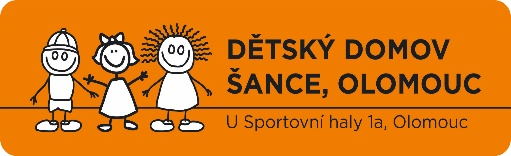 DĚTSKÝ DOMOV
ŠANCE, OLOMOUC
U Sportovní haly 1a, Olomouc